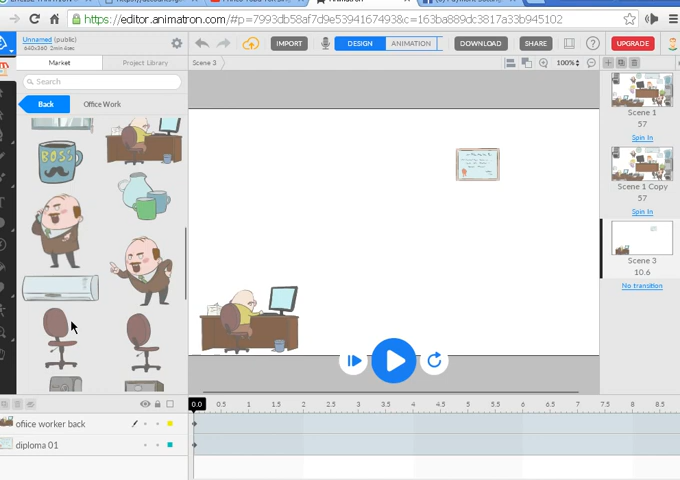 https://editor.animatron.com/#p=7993db58af7d9e53941674493&c=163ba889dc3817a33b945102
Unnamed (public)
IMPORT
DESIGN
ANIMATION
DOWNLOAD
SHARE
UPGRADE
Market
Project Library
Scene 3
100%
Search
Back
Office Work
BOSS
Scene 1
57
Spin In
Scene 1 Copy
57
Spin In
Scene 3
10.6
No transition
0.0 0.5 1 1.5 2 2.5 3 3.5 4 4.5 5 5.5 6 6.5 7 7.5 8 8.5
office worker back
diploma 01